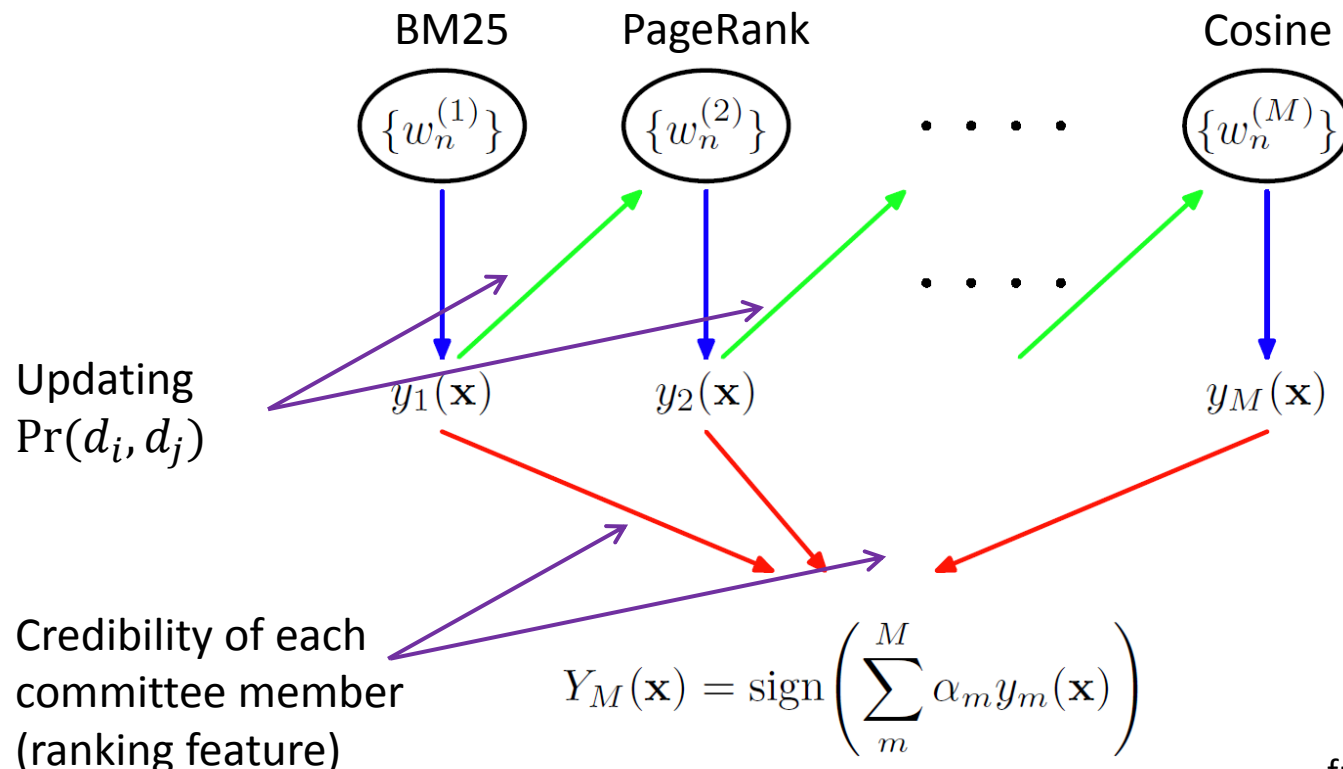 BM25 PageRank Cosine
{w_n^{(1)}} {w_n^{(2)}} . . . . {w_n^{(M)}}
. . . .
Updating
Pr(d_i, d_j)
y_1(x) y_2(x) y_M(x)
Credibility of each
committee member
(ranking feature)
Y_M(x) = sign(∑_m^M α_m y_m(x))